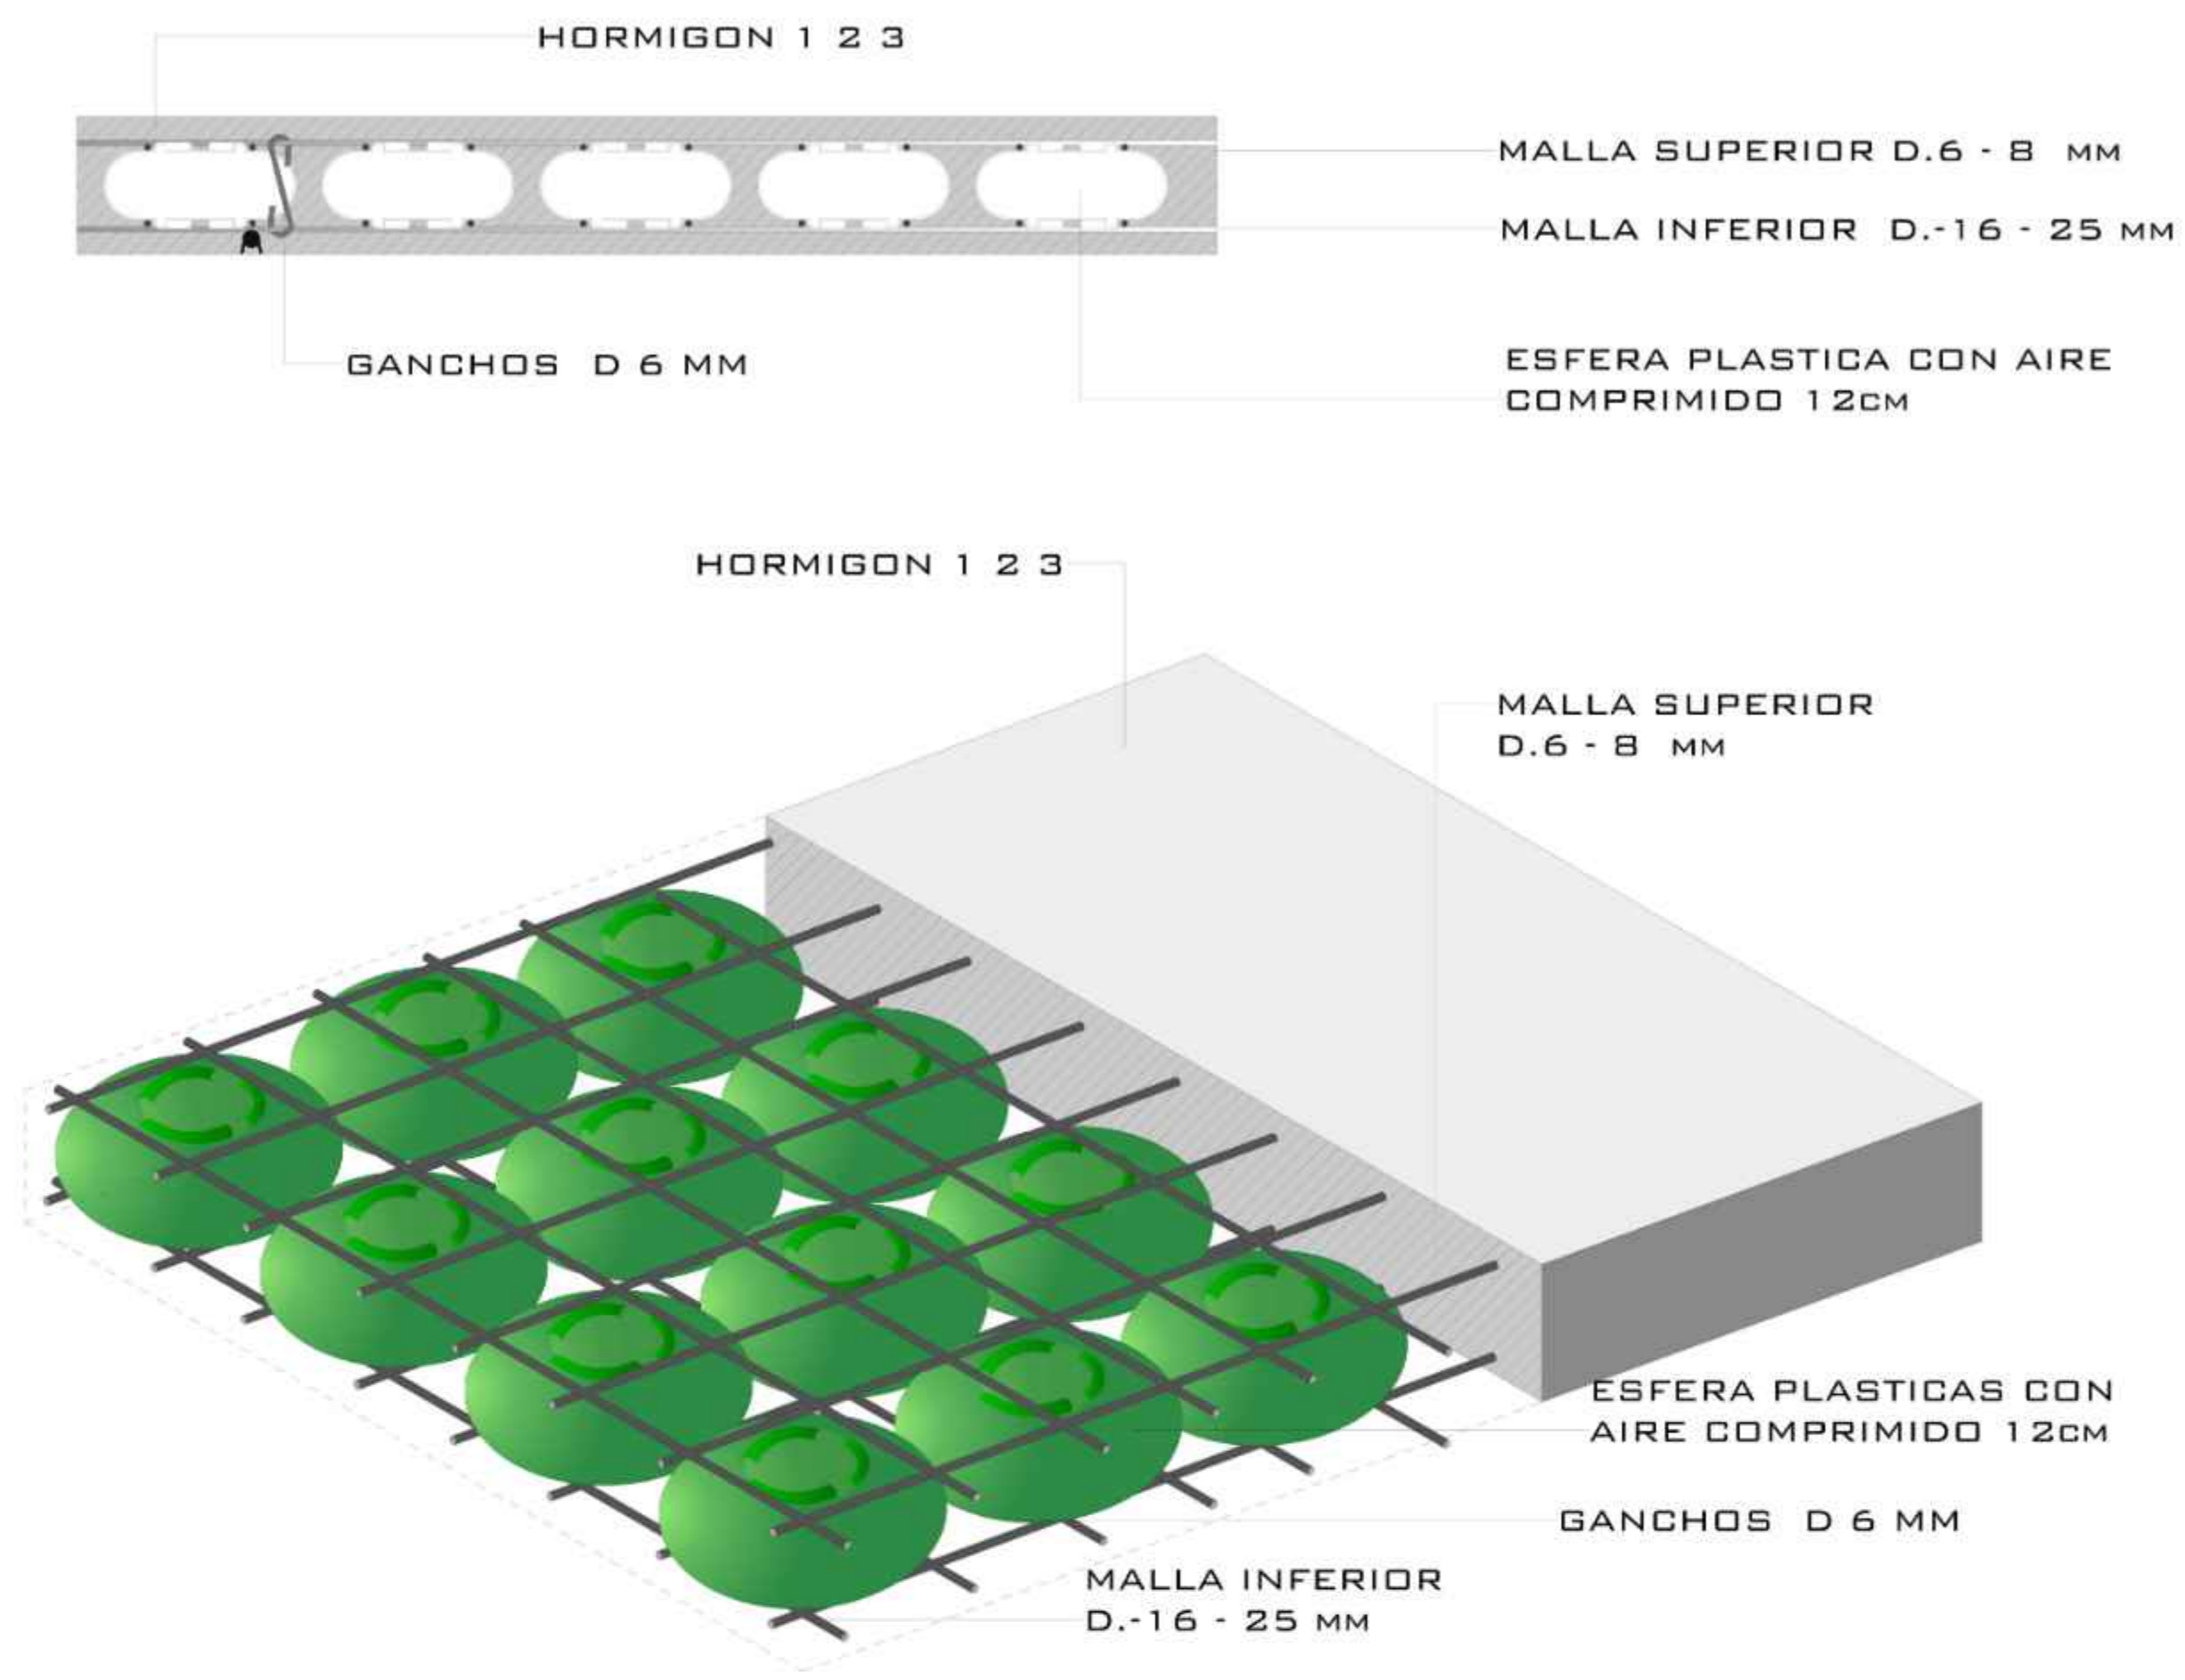 HORMIGON 1 2 3
MALLA SUPERIOR D.6 - 8 MM
MALLA INFERIOR D.-16 - 25 MM
GANCHOS D 6 MM
ESFERA PLASTICA CON AIRE
COMPRIMIDO 12CM
HORMIGON 1 2 3
MALLA SUPERIOR
D.6 - 8 MM
ESFERA PLASTICAS CON
AIRE COMPRIMIDO 12CM
GANCHOS D 6 MM
MALLA INFERIOR
D.-16 - 25 MM